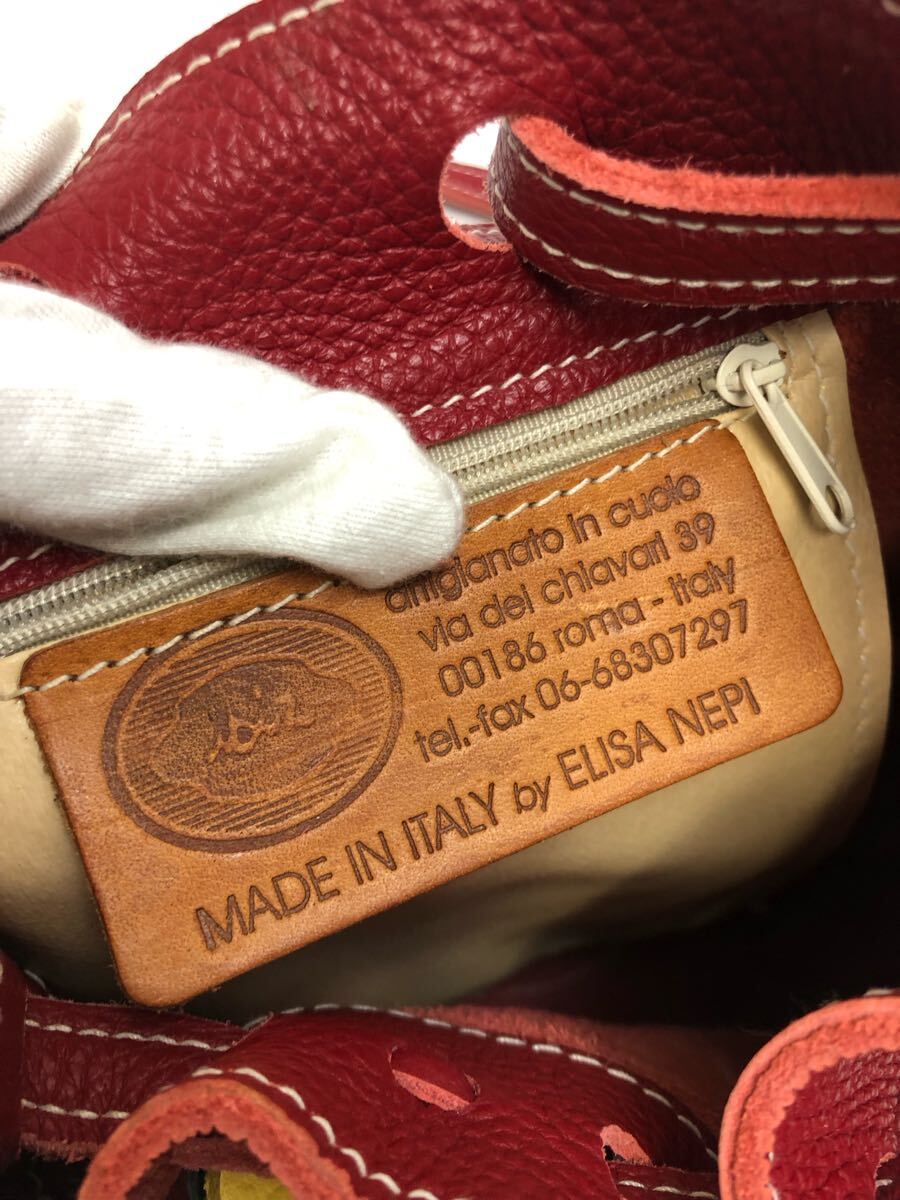 artigianato in cuoio
via dei chiavari 39
00186 roma - italy
tel.-fax 06-68307297
MADE IN ITALY by ELISA NEPI